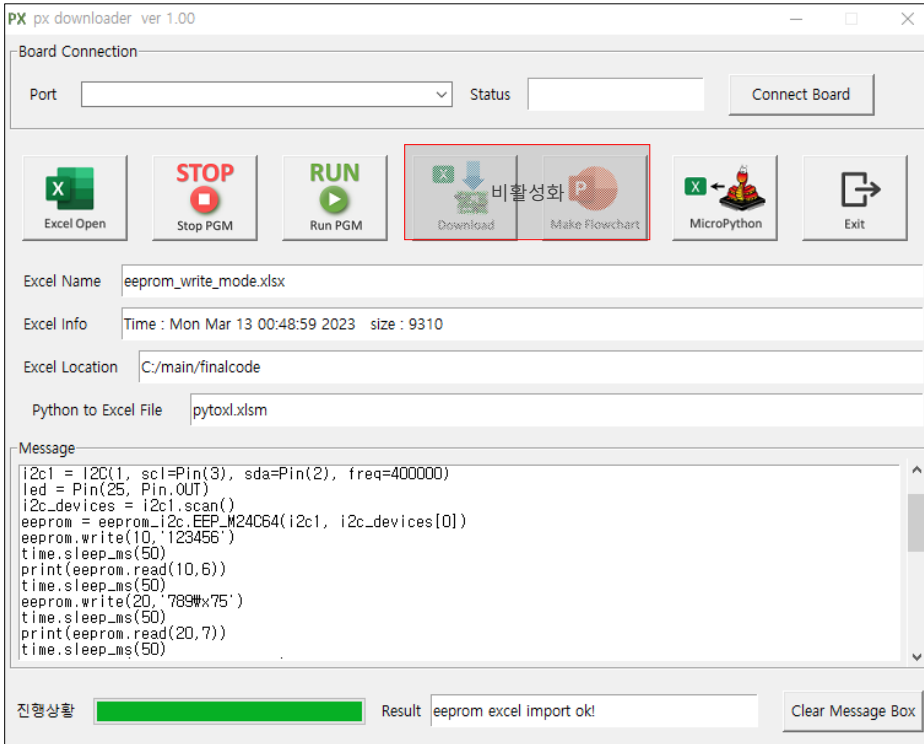 PX px downloader ver 1.00
Board Connection
Port Status Connect Board
X Excel Open
STOP Stop PGM
RUN Run PGM
X Download
비활성화
P Make Flowchart
X MicroPython
Exit
Excel Name eeprom_write_mode.xlsx
Excel Info Time : Mon Mar 13 00:48:59 2023 size : 9310
Excel Location C:/main/finalcode
Python to Excel File pytoxl.xlsm
Message
i2c1 = I2C(1, scl=Pin(3), sda=Pin(2), freq=400000)
led = Pin(25, Pin.OUT)
i2c_devices = i2c1.scan()
eeprom = eeprom_i2c.EEP_M24C64(i2c1, i2c_devices[0])
eeprom.write(10,'123456')
time.sleep_ms(50)
print(eeprom.read(10,6))
time.sleep_ms(50)
eeprom.write(20,'789₩x75')
time.sleep_ms(50)
print(eeprom.read(20,7))
time.sleep_ms(50)
진행상황 Result eeprom excel import ok! Clear Message Box